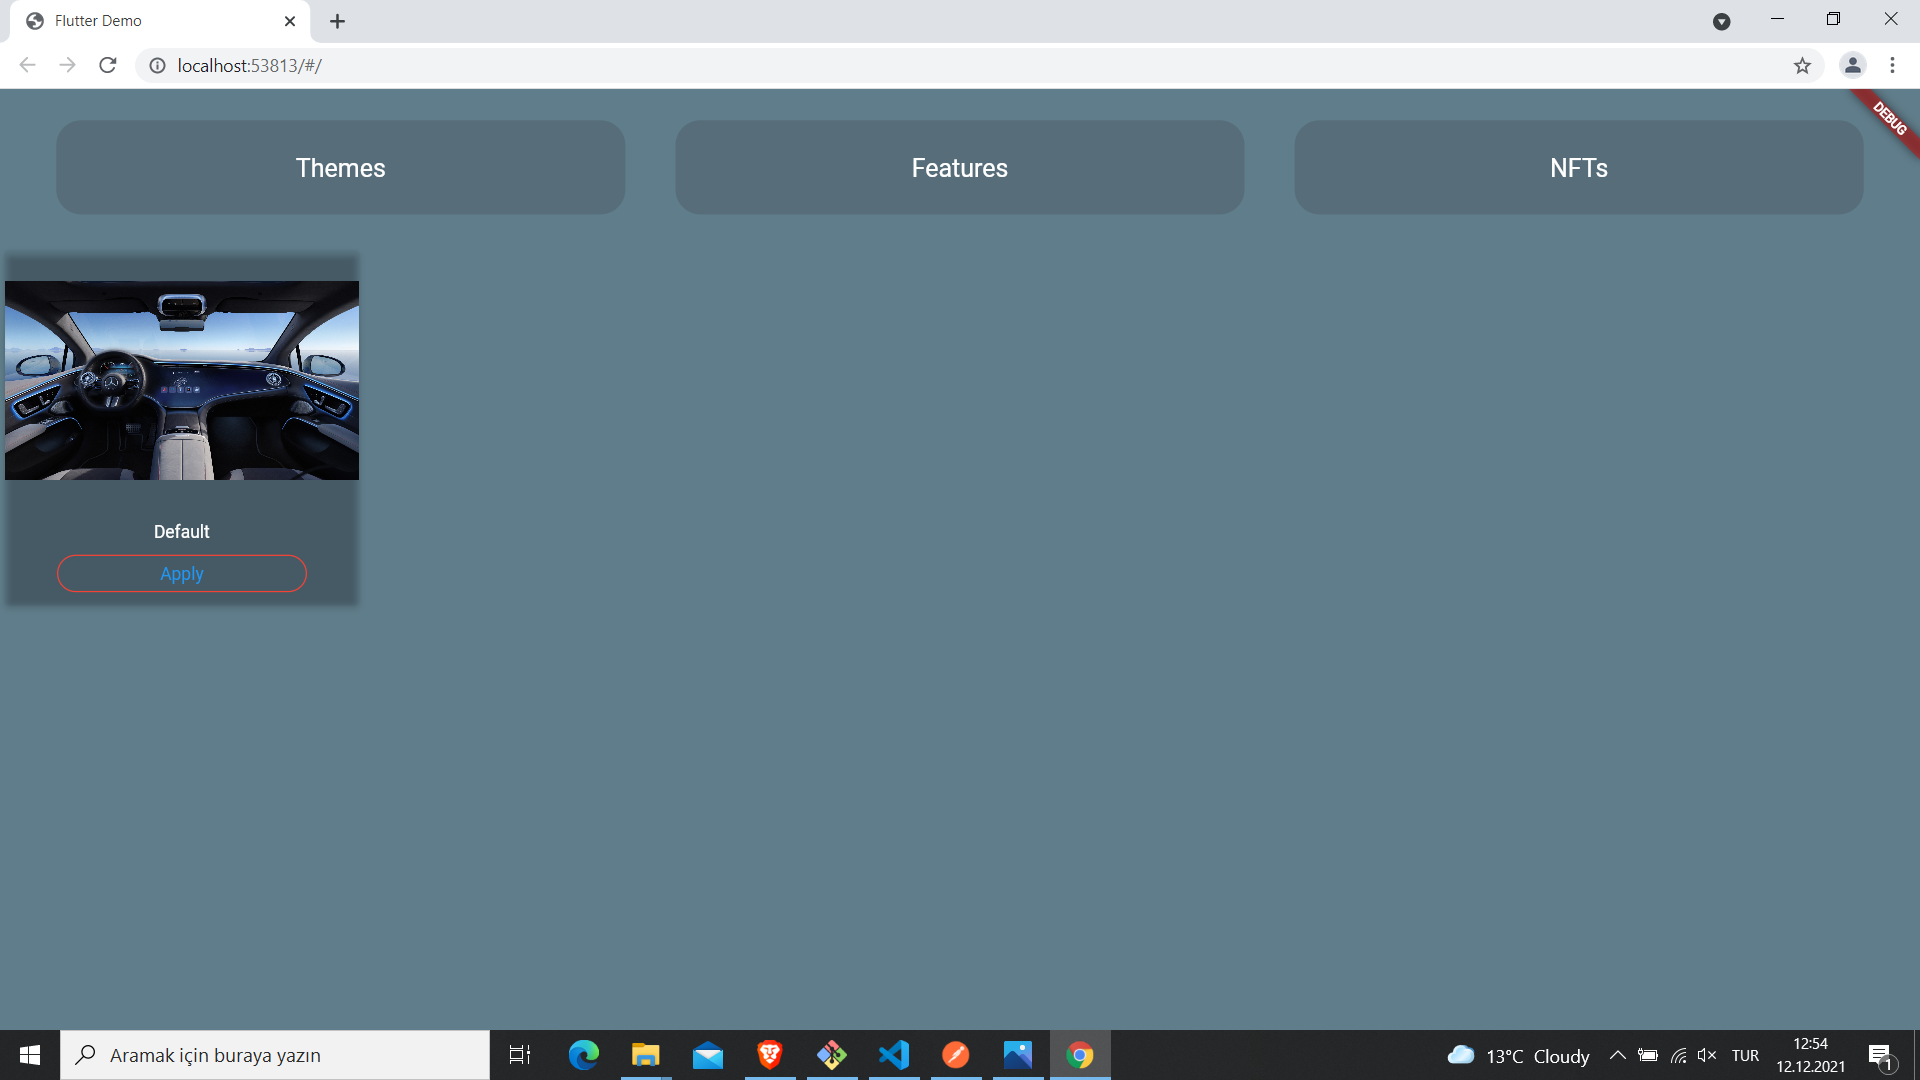 Flutter Demo
localhost:53813/#/
DEBUG
Themes
Features
NFTs
Default
Apply
Aramak için buraya yazın
13°C Cloudy
TUR
12:54
12.12.2021
1